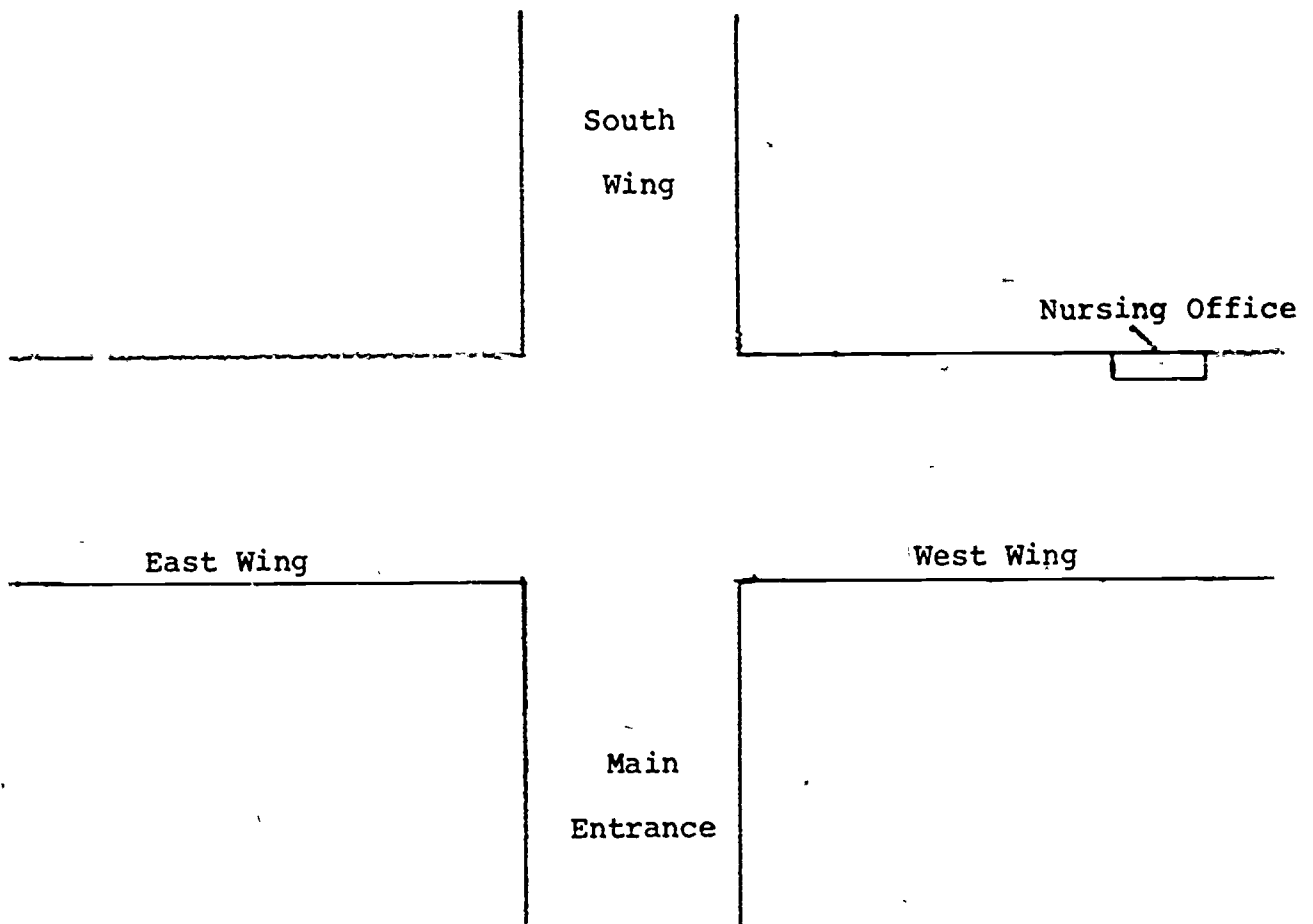 South
Wing
Nursing Office
East Wing
West Wing
Main
Entrance